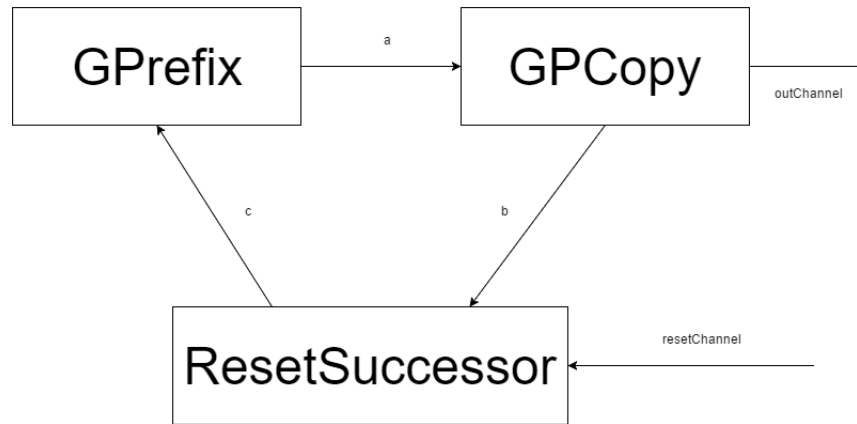 GPrefix
a
GPCopy
outChannel
c
b
resetChannel
ResetSuccessor